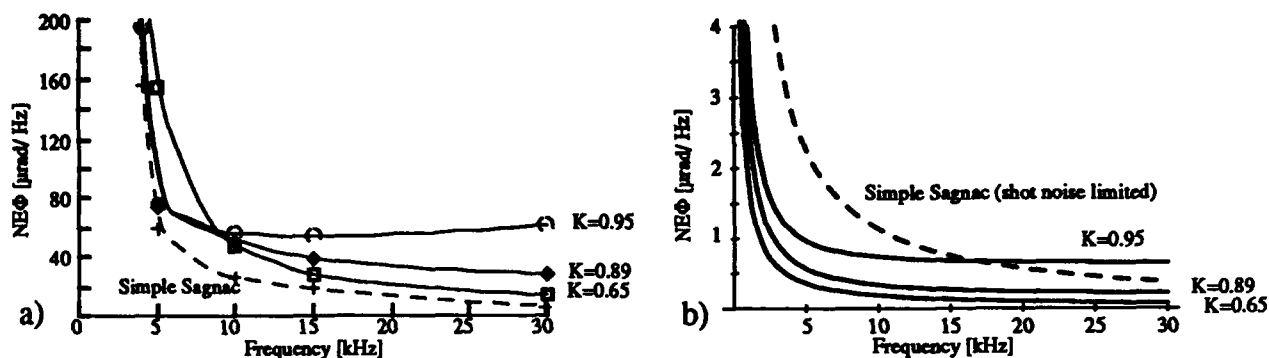 200
160
120
80
40
0
NEΦ [μrad/ Hz]
Simple Sagnac
K=0.95
K=0.89
K=0.65
a)
0
5
10
15
20
25
30
Frequency [kHz]
4
3
2
1
0
NEΦ [μrad/ Hz]
Simple Sagnac (shot noise limited)
K=0.95
K=0.89
K=0.65
b)
5
10
15
20
25
30
Frequency [kHz]